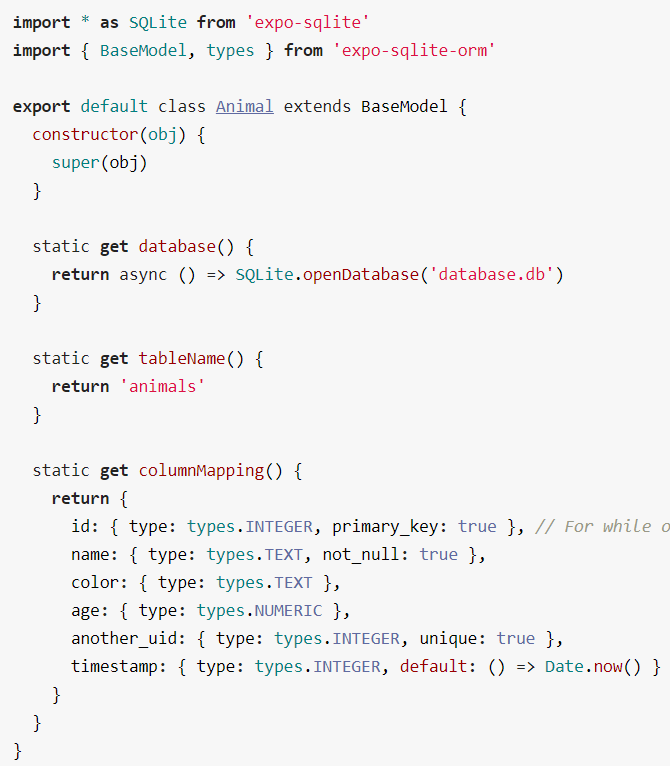 import * as SQLite from 'expo-sqlite'
import { BaseModel, types } from 'expo-sqlite-orm'
export default class Animal extends BaseModel {
constructor(obj) {
super(obj)
}
static get database() {
return async () => SQLite.openDatabase('database.db')
}
static get tableName() {
return 'animals'
}
static get columnMapping() {
return {
id: { type: types.INTEGER, primary_key: true }, // For while
name: { type: types.TEXT, not_null: true },
color: { type: types.TEXT },
age: { type: types.NUMERIC },
another_uid: { type: types.INTEGER, unique: true },
timestamp: { type: types.INTEGER, default: () => Date.now() }
}
}
}